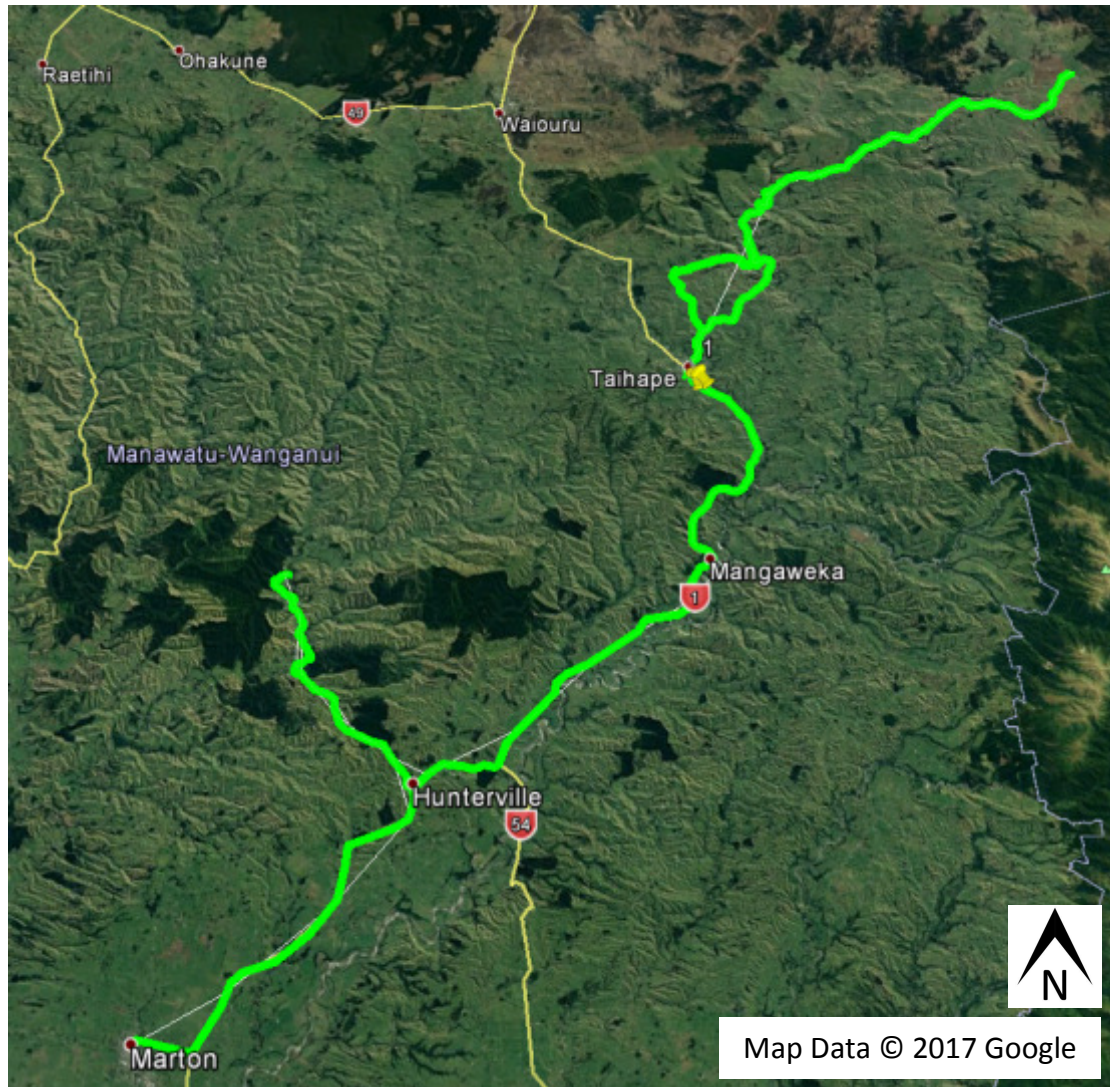 Ohakune
Raetihi
49
Waiouru
1
Taihape
Manawatu-Wanganui
Mangaweka
1
Hunterville
54
Marton
N
Map Data © 2017 Google